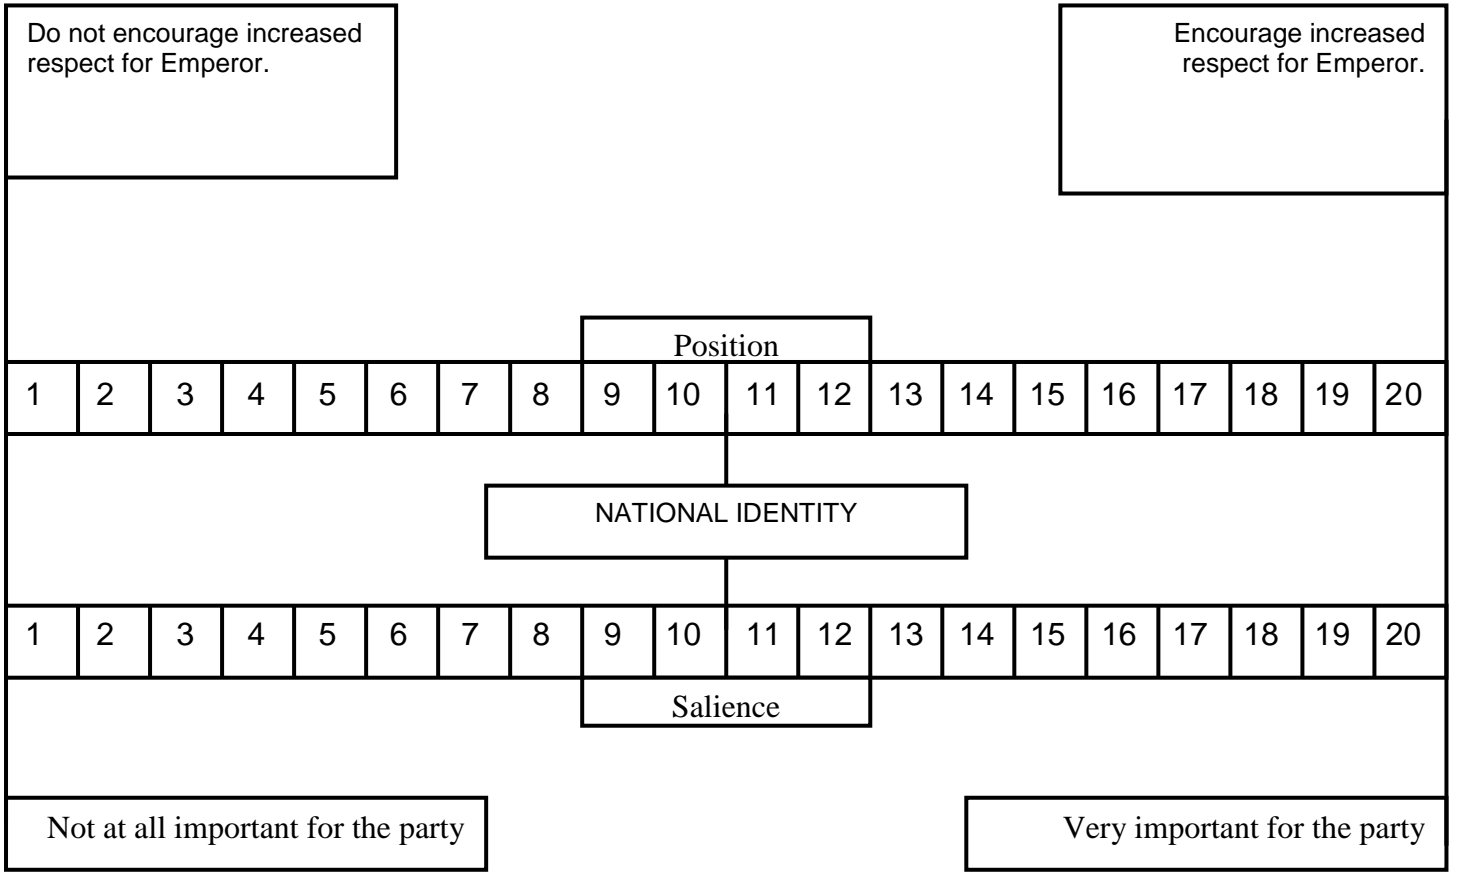 Do not encourage increased
respect for Emperor.
Encourage increased
respect for Emperor.
Position
1 2 3 4 5 6 7 8 9 10 11 12 13 14 15 16 17 18 19 20
NATIONAL IDENTITY
1 2 3 4 5 6 7 8 9 10 11 12 13 14 15 16 17 18 19 20
Salience
Not at all important for the party
Very important for the party